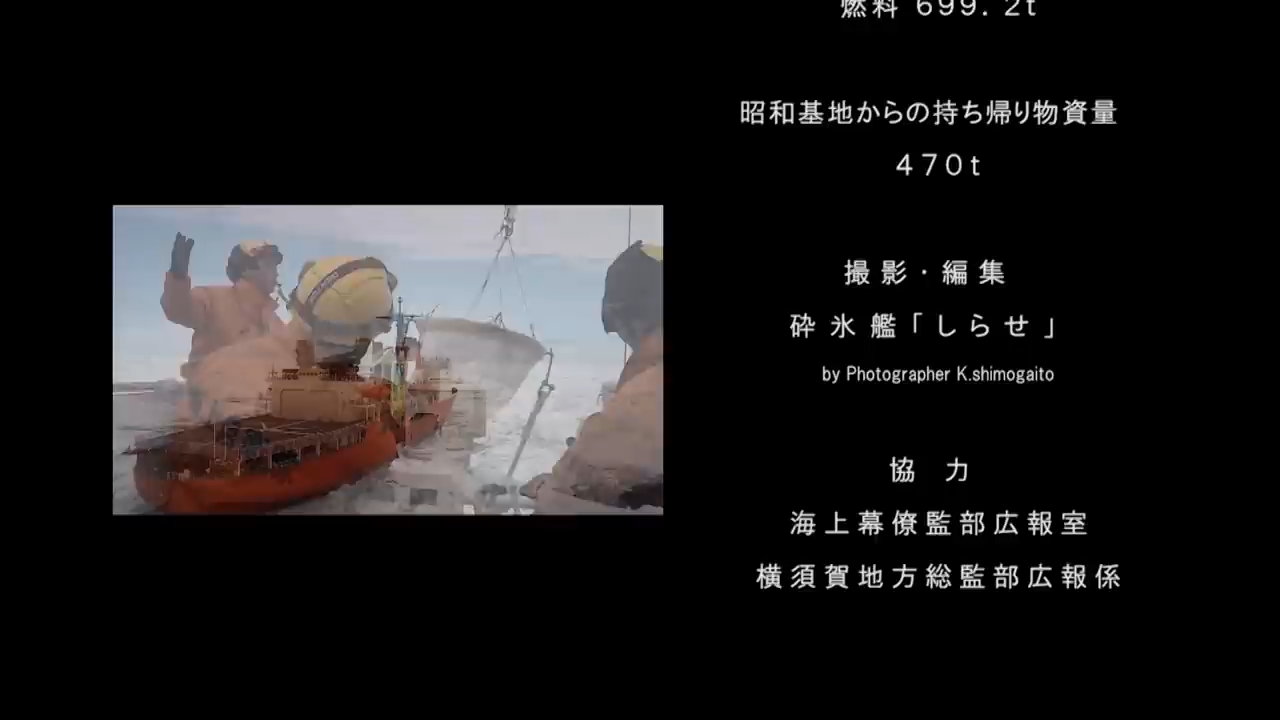 燃料 699.2t
昭和基地からの持ち帰り物資量
470t
撮影・編集
砕氷艦「しらせ」
by Photographer K.shimogaito
協 力
海上幕僚監部広報室
横須賀地方総監部広報係